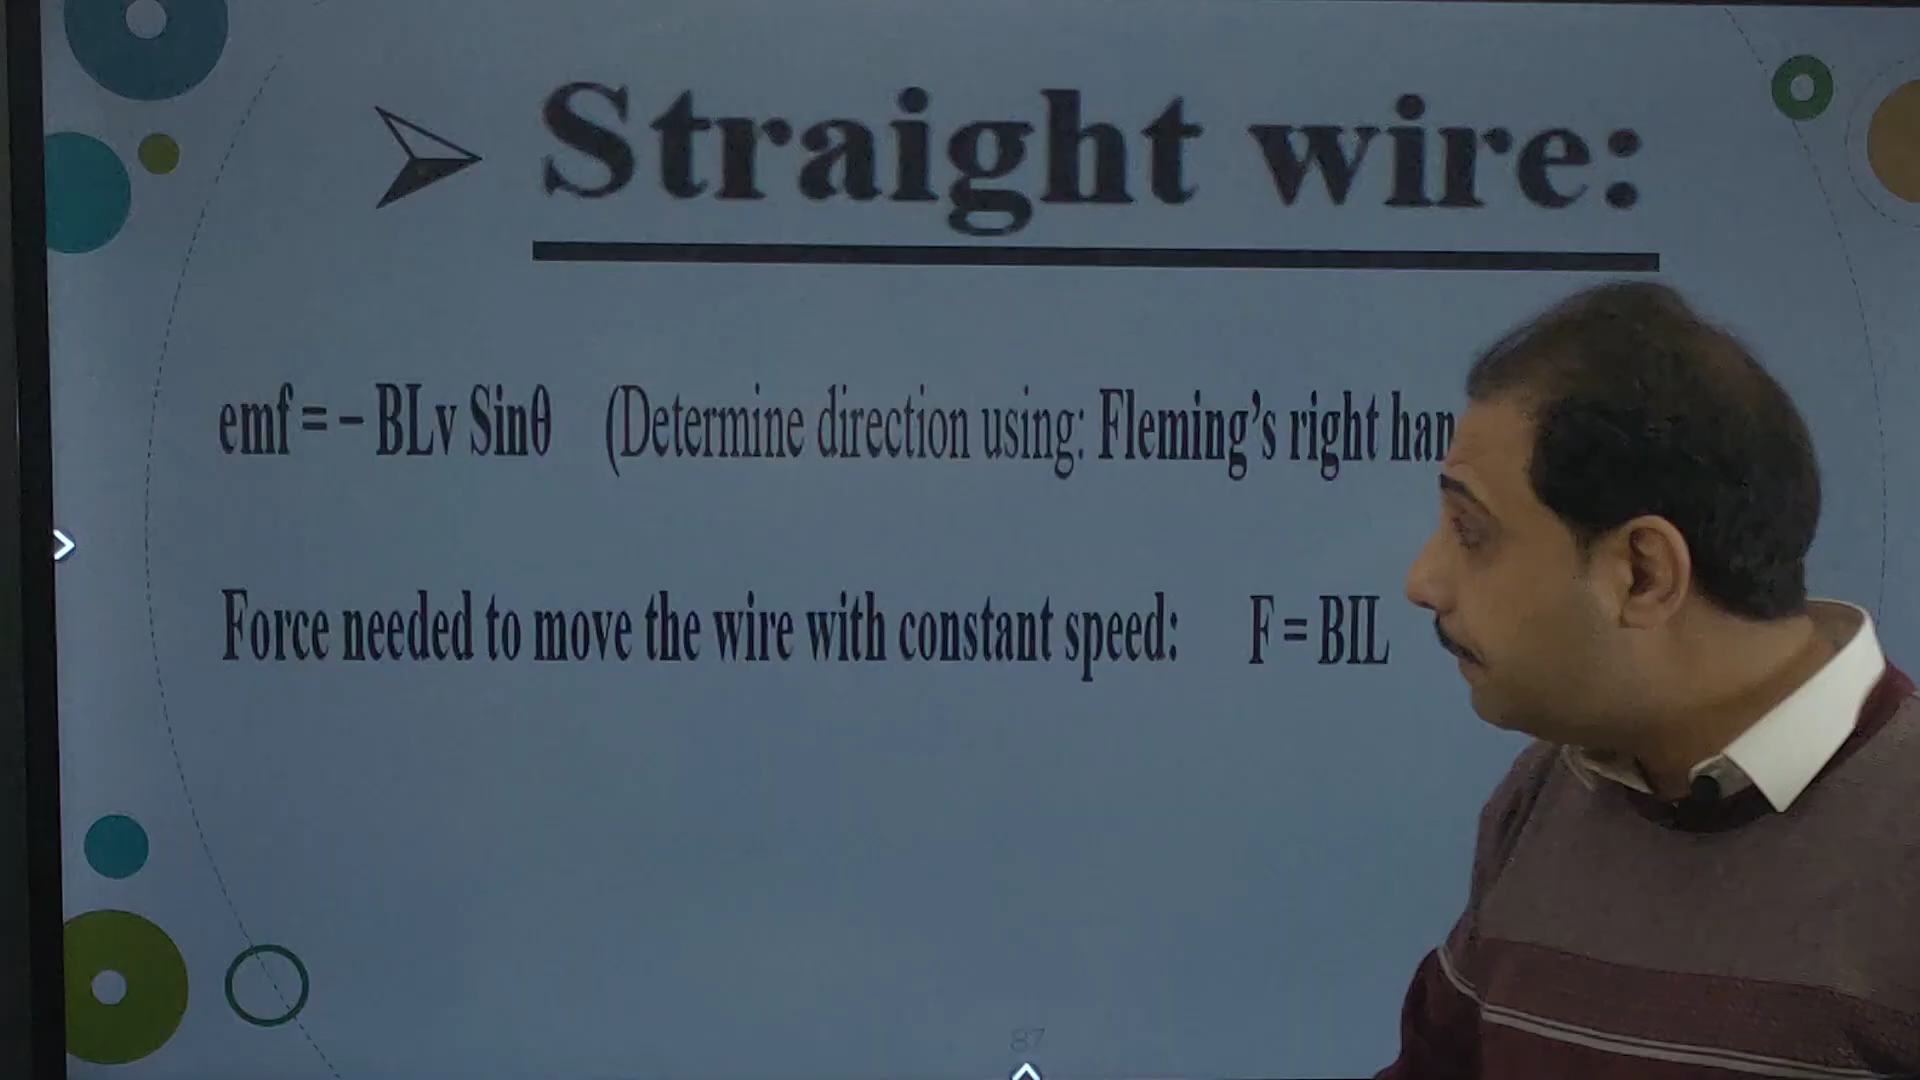 Straight wire:
emf = – BLv Sinθ (Determine direction using: Fleming’s right
Force needed to move the wire with constant speed: F = BIL
87